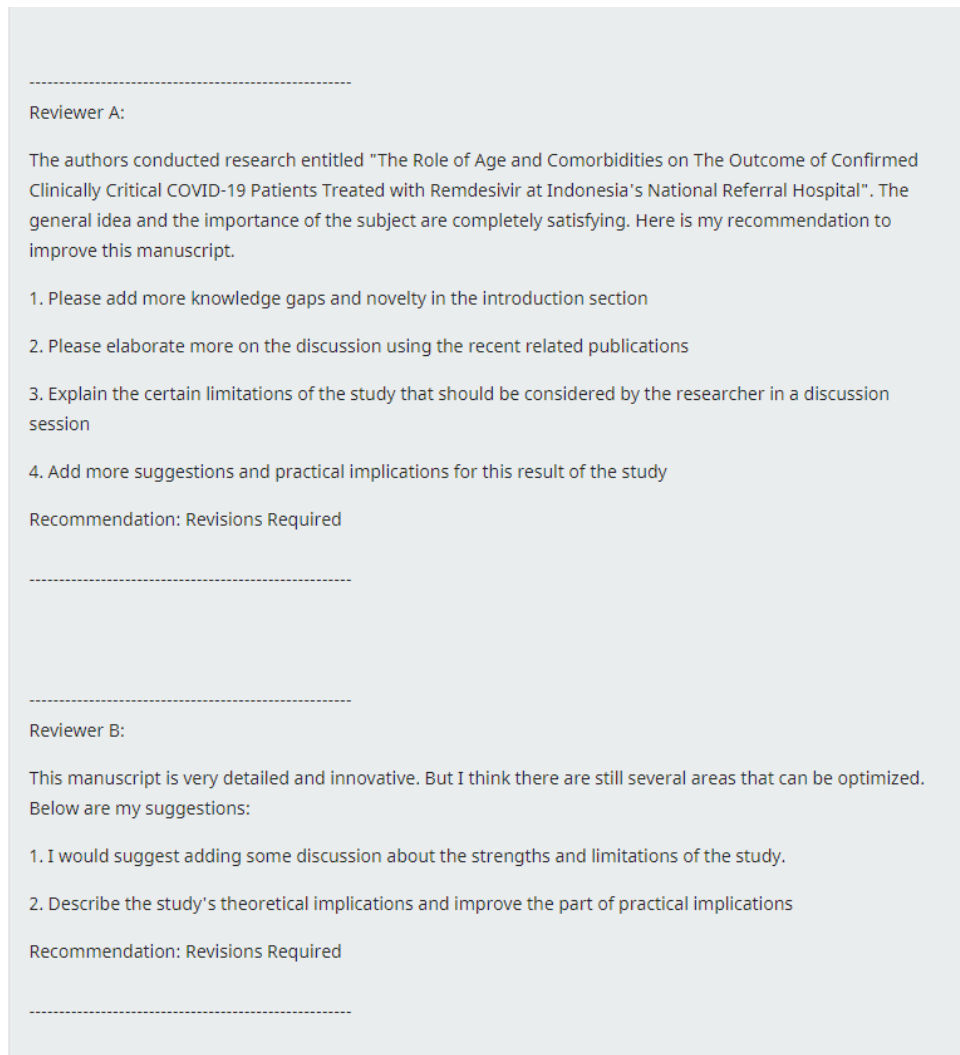 ------------------------------------------------------
Reviewer A:
The authors conducted research entitled "The Role of Age and Comorbidities on The Outcome of Confirmed
Clinically Critical COVID-19 Patients Treated with Remdesivir at Indonesia's National Referral Hospital". The
general idea and the importance of the subject are completely satisfying. Here is my recommendation to
improve this manuscript.
1. Please add more knowledge gaps and novelty in the introduction section
2. Please elaborate more on the discussion using the recent related publications
3. Explain the certain limitations of the study that should be considered by the researcher in a discussion
session
4. Add more suggestions and practical implications for this result of the study
Recommendation: Revisions Required
------------------------------------------------------
------------------------------------------------------
Reviewer B:
This manuscript is very detailed and innovative. But I think there are still several areas that can be optimized.
Below are my suggestions:
1. I would suggest adding some discussion about the strengths and limitations of the study.
2. Describe the study's theoretical implications and improve the part of practical implications
Recommendation: Revisions Required
------------------------------------------------------